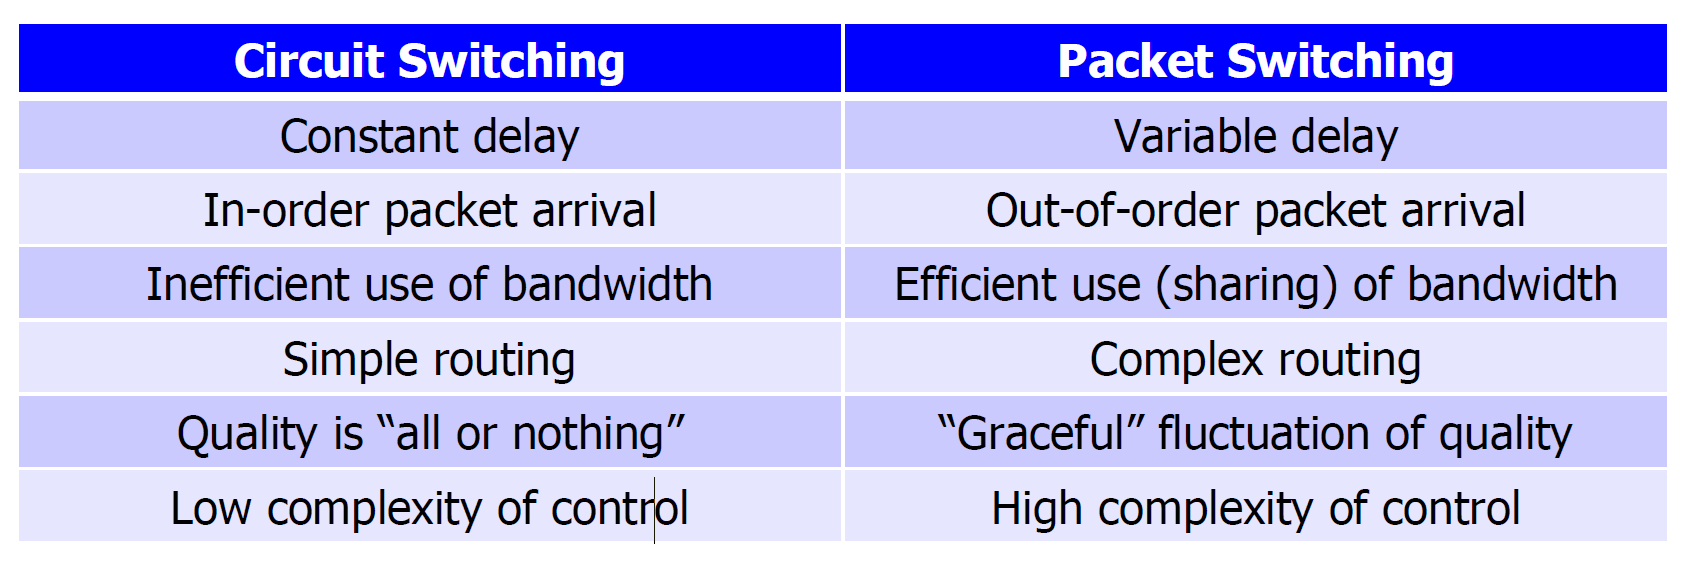 Circuit Switching Packet Switching
Constant delay Variable delay
In-order packet arrival Out-of-order packet arrival
Inefficient use of bandwidth Efficient use (sharing) of bandwidth
Simple routing Complex routing
Quality is “all or nothing” “Graceful” fluctuation of quality
Low complexity of control High complexity of control